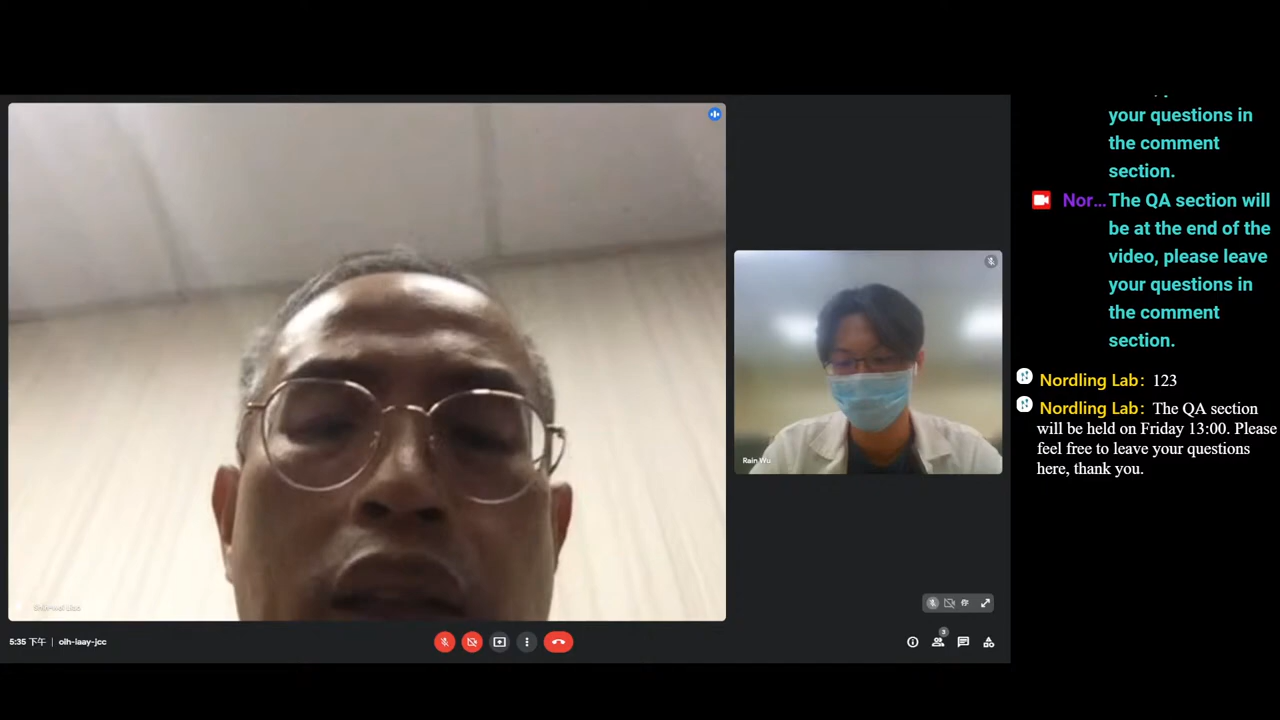 your questions in
the comment
section.
Nor… The QA section will
be at the end of the
video, please leave
your questions in
the comment
section.
Nordling Lab: 123
Nordling Lab: The QA section
will be held on Friday 13:00. Please
feel free to leave your questions
here, thank you.
Rain Wu
5:35 下午 | oih-iaay-jcc
3